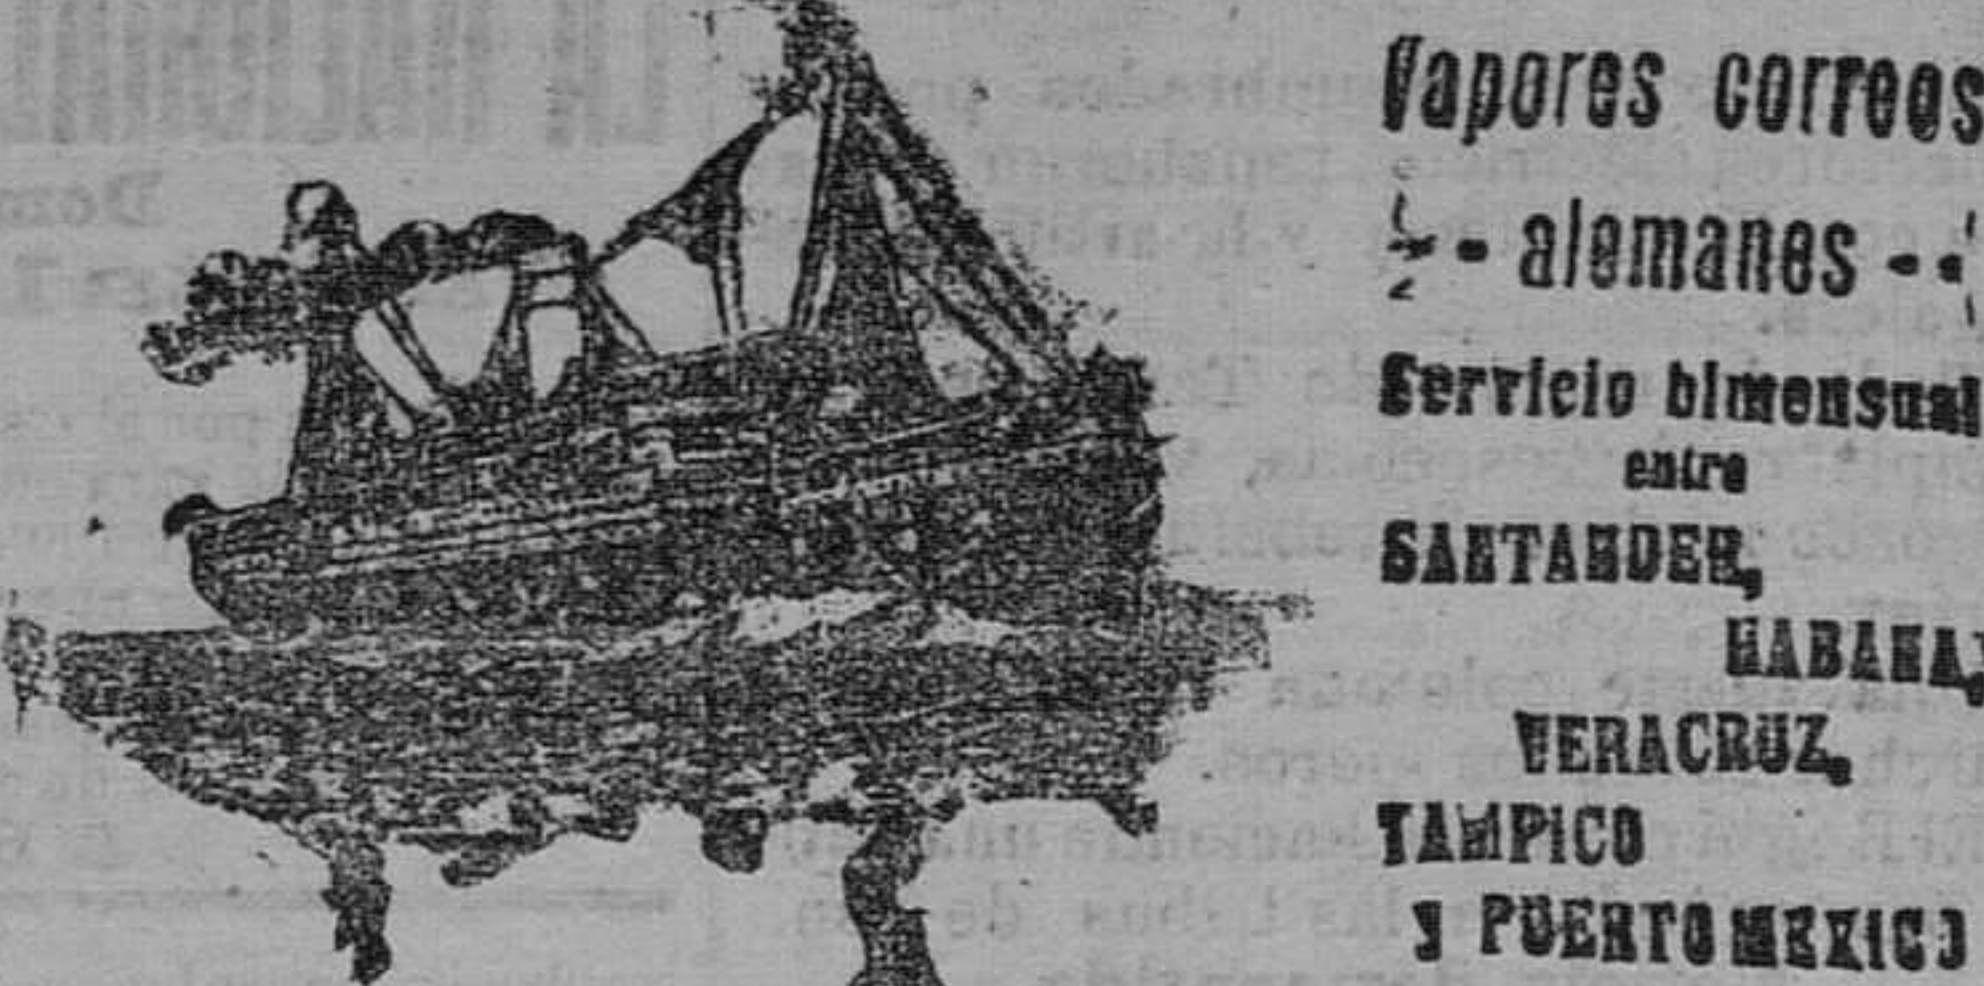 Vapores correos
- alemanes -
Servicio bimensual
entre
SANTANDER,
HABANA,
VERACRUZ,
TAMPICO
y PUERTO MEXICO